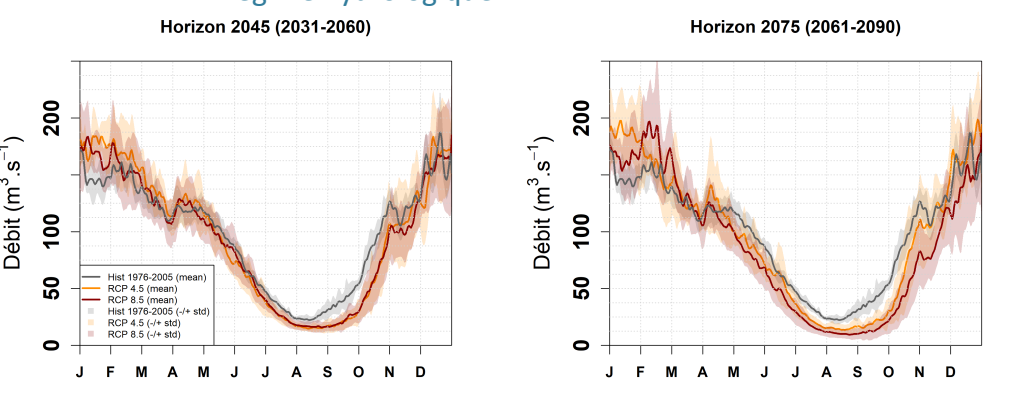 Horizon 2045 (2031-2060)
Horizon 2075 (2061-2090)
Débit (m³.s⁻¹)
200
100
50
0
Hist 1976-2005 (mean)
RCP 4.5 (mean)
RCP 8.5 (mean)
Hist 1976-2005 (-/+ std)
RCP 4.5 (-/+ std)
RCP 8.5 (-/+ std)
J F M A M J J A S O N D
Débit (m³.s⁻¹)
200
100
50
0
J F M A M J J A S O N D